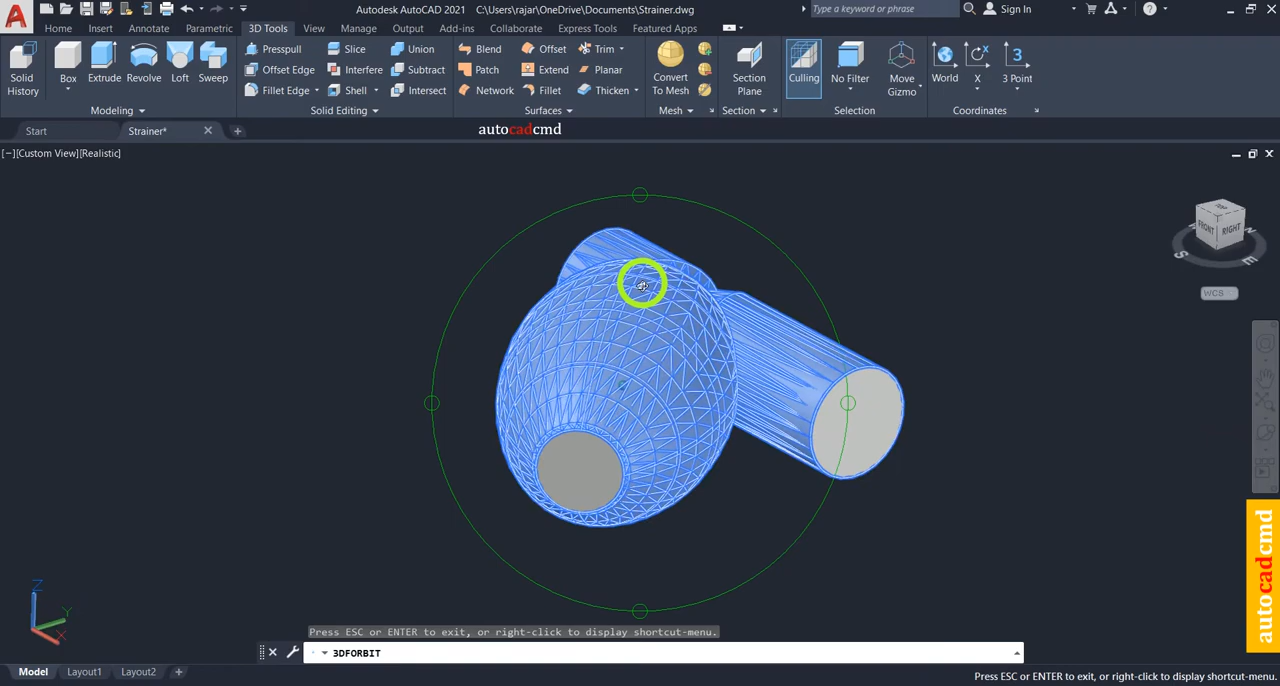 Autodesk AutoCAD 2021 C:\Users\rajar\OneDrive\Documents\Strainer.dwg
Type a keyword or phrase
Sign In
Home Insert Annotate Parametric 3D Tools View Manage Output Add-ins Collaborate Express Tools Featured Apps
Solid History
Box
Extrude
Revolve
Loft
Sweep
Modeling
Presspull Slice Union
Offset Edge Interfere Subtract
Fillet Edge Shell Intersect
Solid Editing
Blend Offset Trim
Patch Extend Planar
Network Fillet Thicken
Surfaces
Convert To Mesh
Mesh
Section Plane
Section
Culling
No Filter
Move Gizmo
Selection
World
X
3 Point
Coordinates
Start Strainer*
autocadcmd
[−][Custom View][Realistic]
TOP
FRONT RIGHT
S E N
WCS
autocadcmd
Z
Y
X
Press ESC or ENTER to exit, or right-click to display shortcut-menu.
3DFORBIT
Model Layout1 Layout2
Press ESC or ENTER to exit, or right-click to display shortcut-menu.